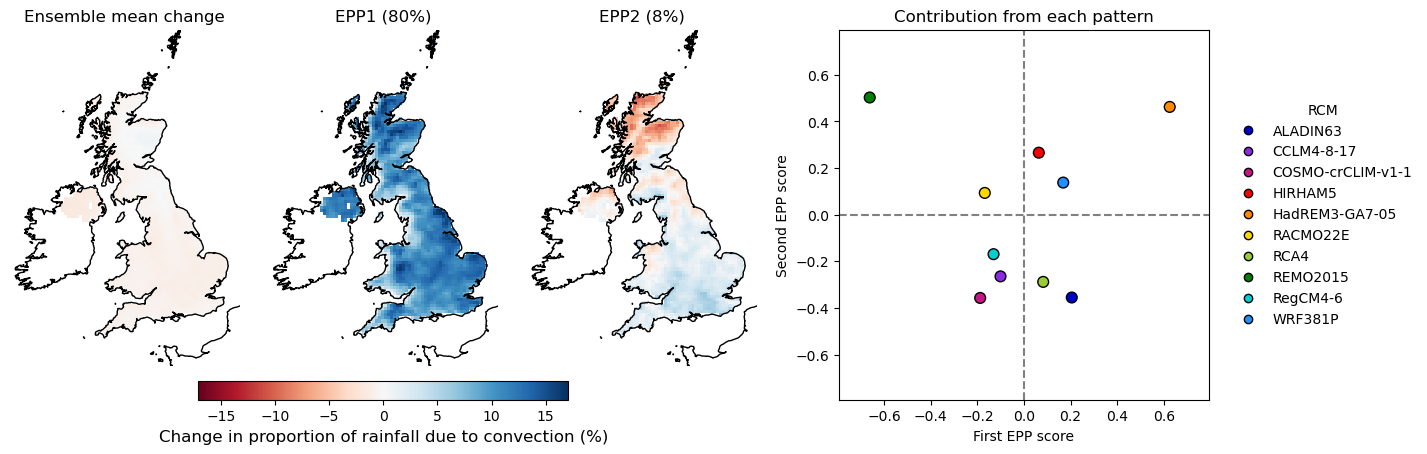 Ensemble mean change
EPP1 (80%)
EPP2 (8%)
−15 −10 −5 0 5 10 15
Change in proportion of rainfall due to convection (%)
Contribution from each pattern
Second EPP score
0.6
0.4
0.2
0.0
−0.2
−0.4
−0.6
−0.6 −0.4 −0.2 0.0 0.2 0.4 0.6
First EPP score
RCM
ALADIN63
CCLM4-8-17
COSMO-crCLIM-v1-1
HIRHAM5
HadREM3-GA7-05
RACMO22E
RCA4
REMO2015
RegCM4-6
WRF381P